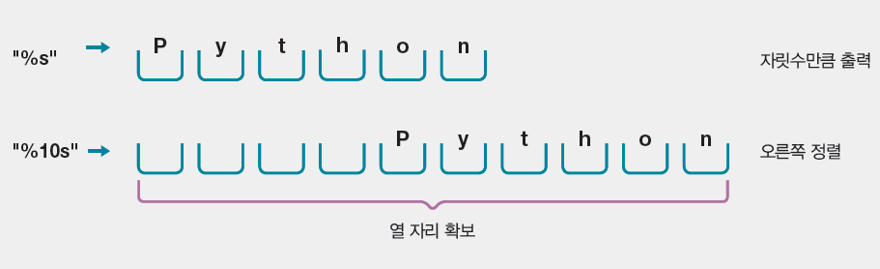 "%s" → P y t h o n 자릿수만큼 출력
"%10s" → P y t h o n 오른쪽 정렬
열 자리 확보